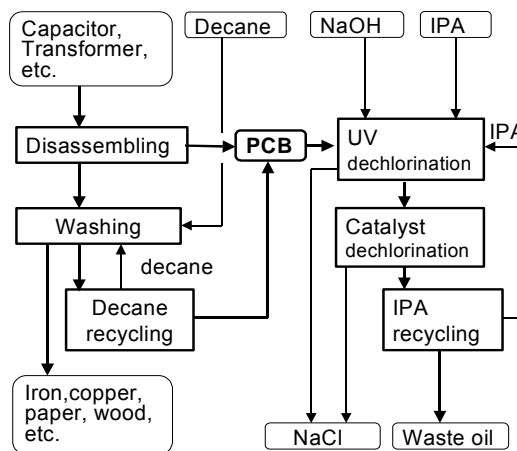 Capacitor,
Transformer,
etc.
Decane
NaOH
IPA
Disassembling
PCB
UV
dechlorination
IPA
Washing
decane
Catalyst
dechlorination
Decane
recycling
IPA
recycling
Iron,copper,
paper, wood,
etc.
NaCl
Waste oil